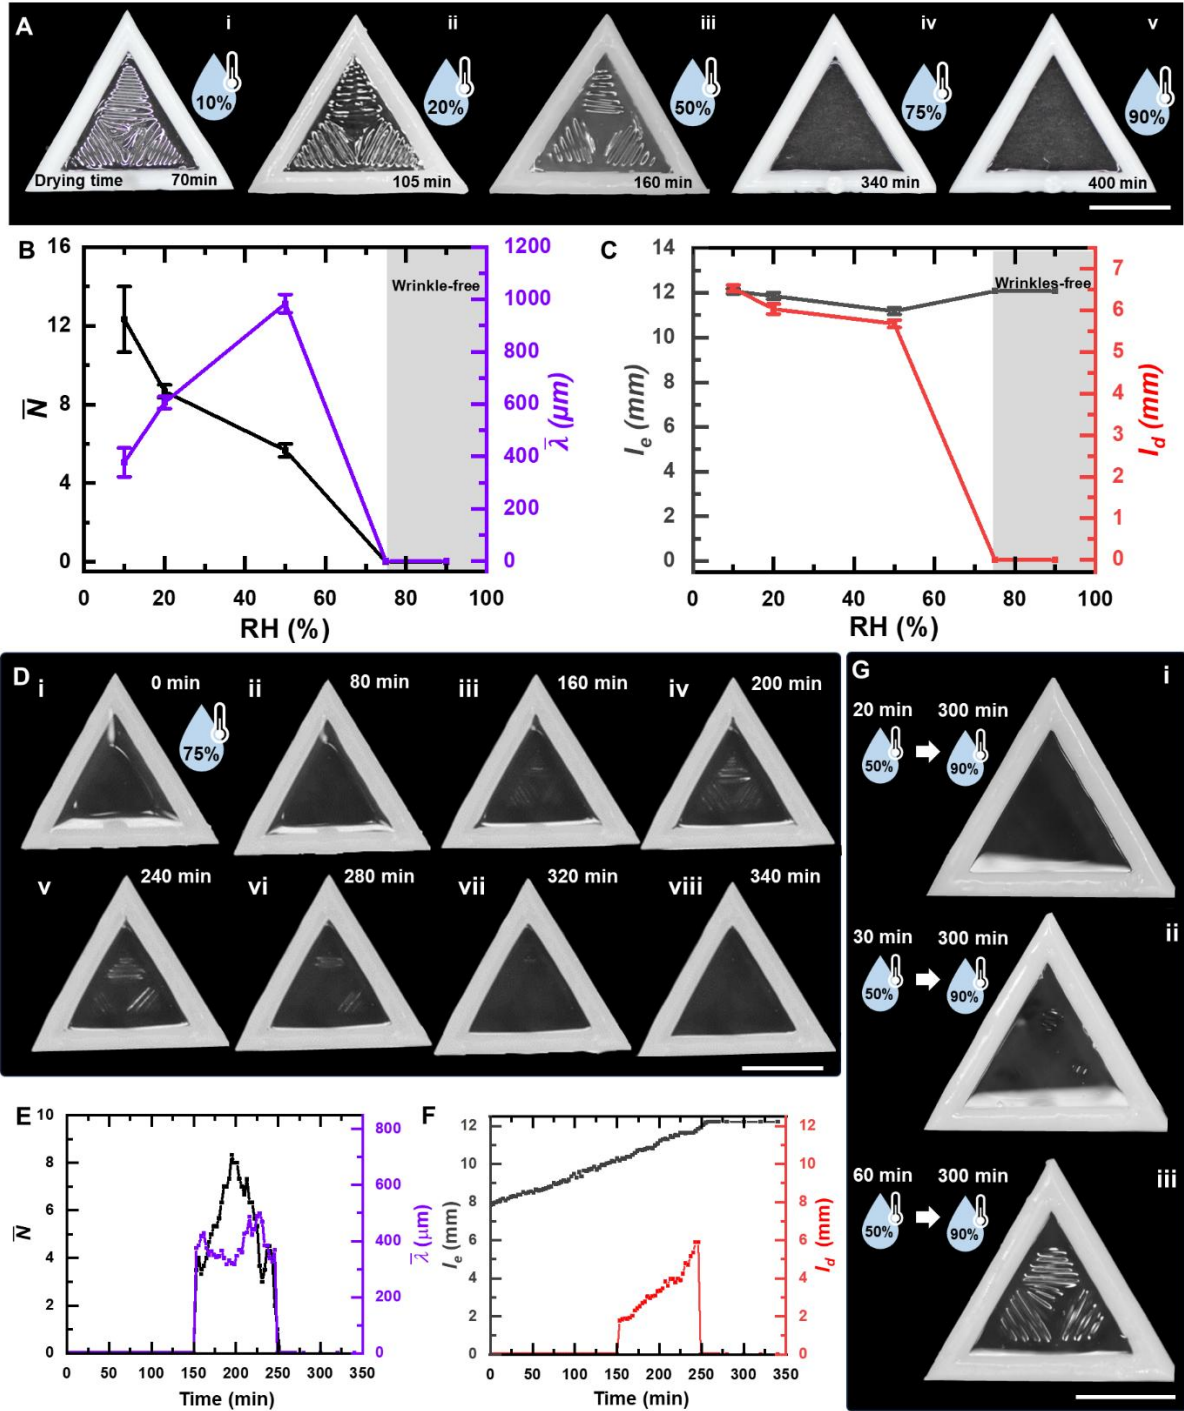 A
i
ii
iii
iv
v
10%
20%
50%
75%
90%
Drying time
70min
105 min
160 min
340 min
400 min
B
16
12
8
4
0
N̅
1200
1000
800
600
400
200
0
λ̅ (μm)
Wrinkle-free
0 20 40 60 80 100
RH (%)
C
14
12
10
8
6
4
2
0
l_e (mm)
7
6
5
4
3
2
1
0
l_d (mm)
Wrinkles-free
0 20 40 60 80 100
RH (%)
D
i
0 min
75%
ii
80 min
iii
160 min
iv
200 min
v
240 min
vi
280 min
vii
320 min
viii
340 min
E
10
8
6
4
2
0
N̅
800
600
400
200
0
λ̅ (μm)
0 50 100 150 200 250 300 350
Time (min)
F
12
10
8
6
4
2
0
l_e (mm)
12
10
8
6
4
2
0
l_d (mm)
0 50 100 150 200 250 300 350
Time (min)
G
i
20 min
300 min
50%
90%
ii
30 min
300 min
50%
90%
iii
60 min
300 min
50%
90%